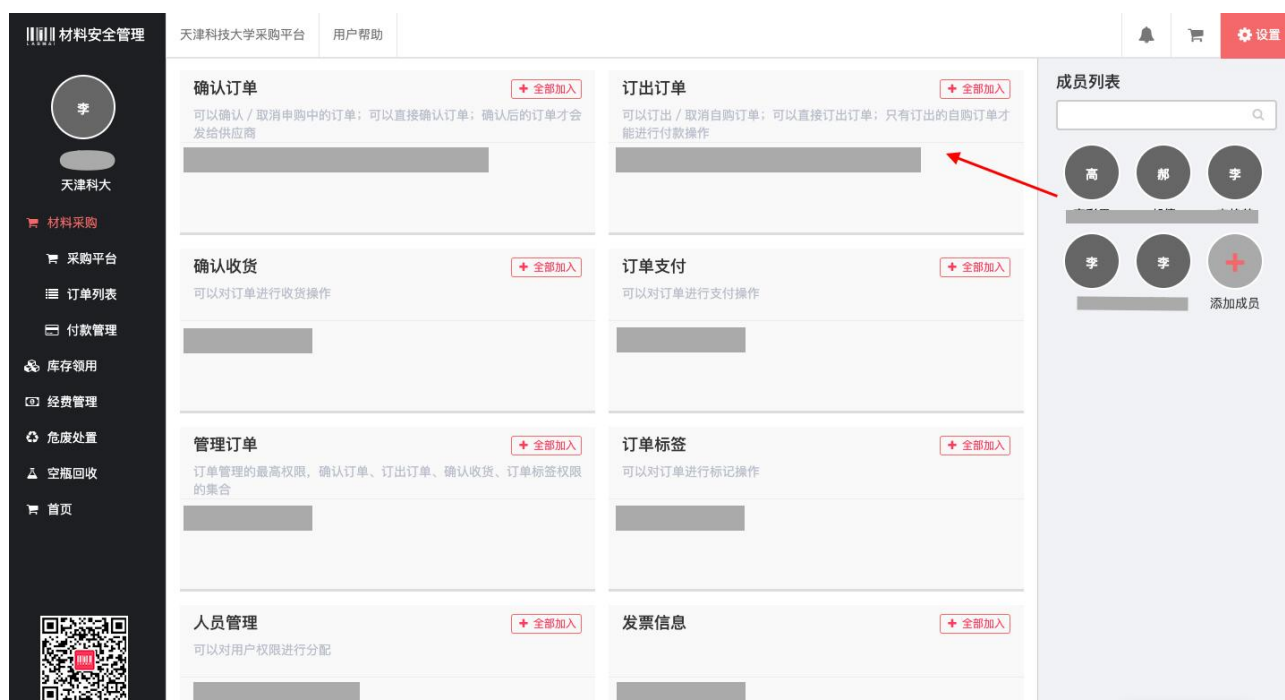 材料安全管理
天津科技大学采购平台
用户帮助
设置
李
天津科大
材料采购
采购平台
订单列表
付款管理
库存领用
经费管理
危废处置
空瓶回收
首页
确认订单
全部加入
可以确认 / 取消申购中的订单；可以直接确认订单；确认后的订单才会
发给供应商
订出订单
全部加入
可以订出 / 取消自购订单；可以直接订出订单；只有订出的自购订单才
能进行付款操作
确认收货
全部加入
可以对订单进行收货操作
订单支付
全部加入
可以对订单进行支付操作
管理订单
全部加入
订单管理的最高权限，确认订单、订出订单、确认收货、订单标签权限
的集合
订单标签
全部加入
可以对订单进行标记操作
人员管理
全部加入
可以对用户权限进行分配
发票信息
全部加入
成员列表
高
郝
李
李
李
添加成员